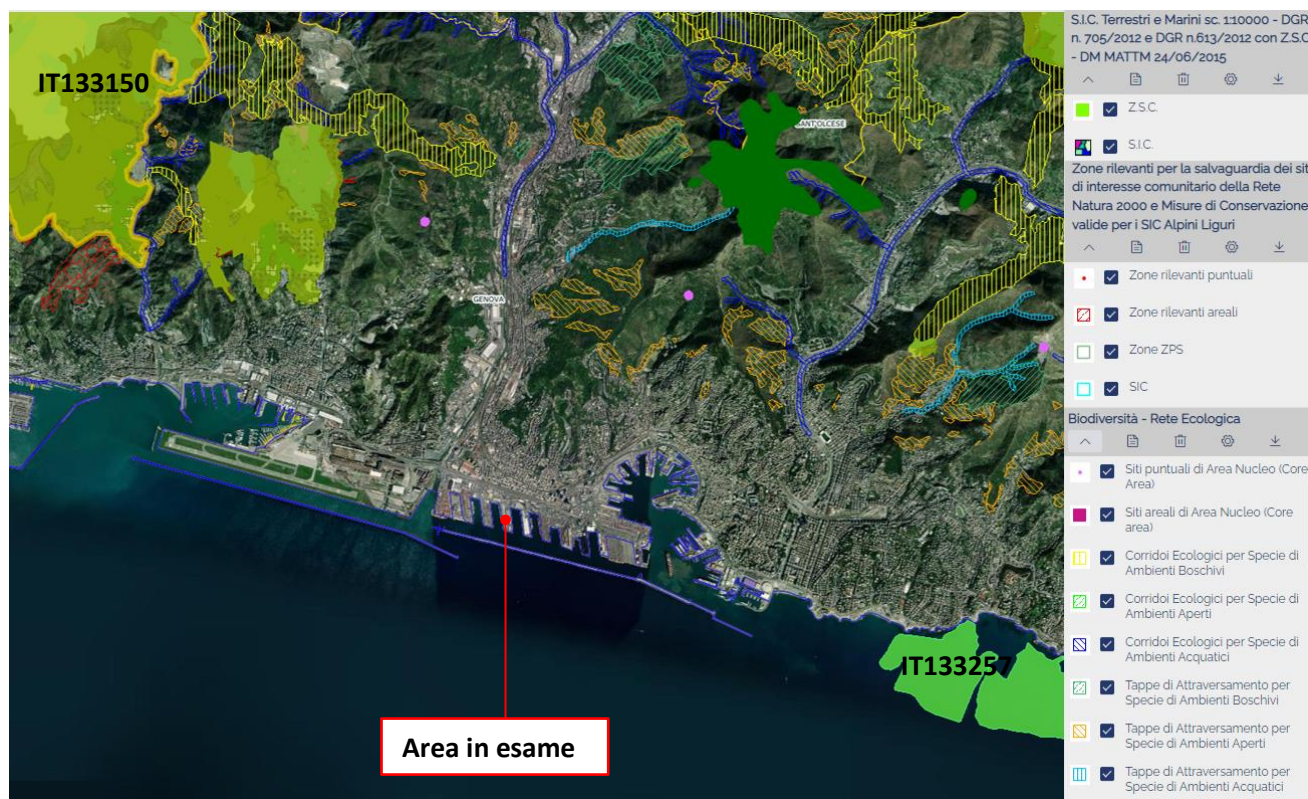 IT133150
SANT'OLCESE
GENOVA
IT133257
Area in esame
S.I.C. Terrestri e Marini sc. 1:10000 - DGR
n. 705/2012 e DGR n.613/2012 con Z.S.C
- DM MATTM 24/06/2015
Z.S.C.
S.I.C.
Zone rilevanti per la salvaguardia dei sit
di interesse comunitario della Rete
Natura 2000 e Misure di Conservazione
valide per i SIC Alpini Liguri
Zone rilevanti puntuali
Zone rilevanti areali
Zone ZPS
SIC
Biodiversità - Rete Ecologica
Siti puntuali di Area Nucleo (Core
Area)
Siti areali di Area Nucleo (Core
area)
Corridoi Ecologici per Specie di
Ambienti Boschivi
Corridoi Ecologici per Specie di
Ambienti Aperti
Corridoi Ecologici per Specie di
Ambienti Acquatici
Tappe di Attraversamento per
Specie di Ambienti Boschivi
Tappe di Attraversamento per
Specie di Ambienti Aperti
Tappe di Attraversamento per
Specie di Ambienti Acquatici